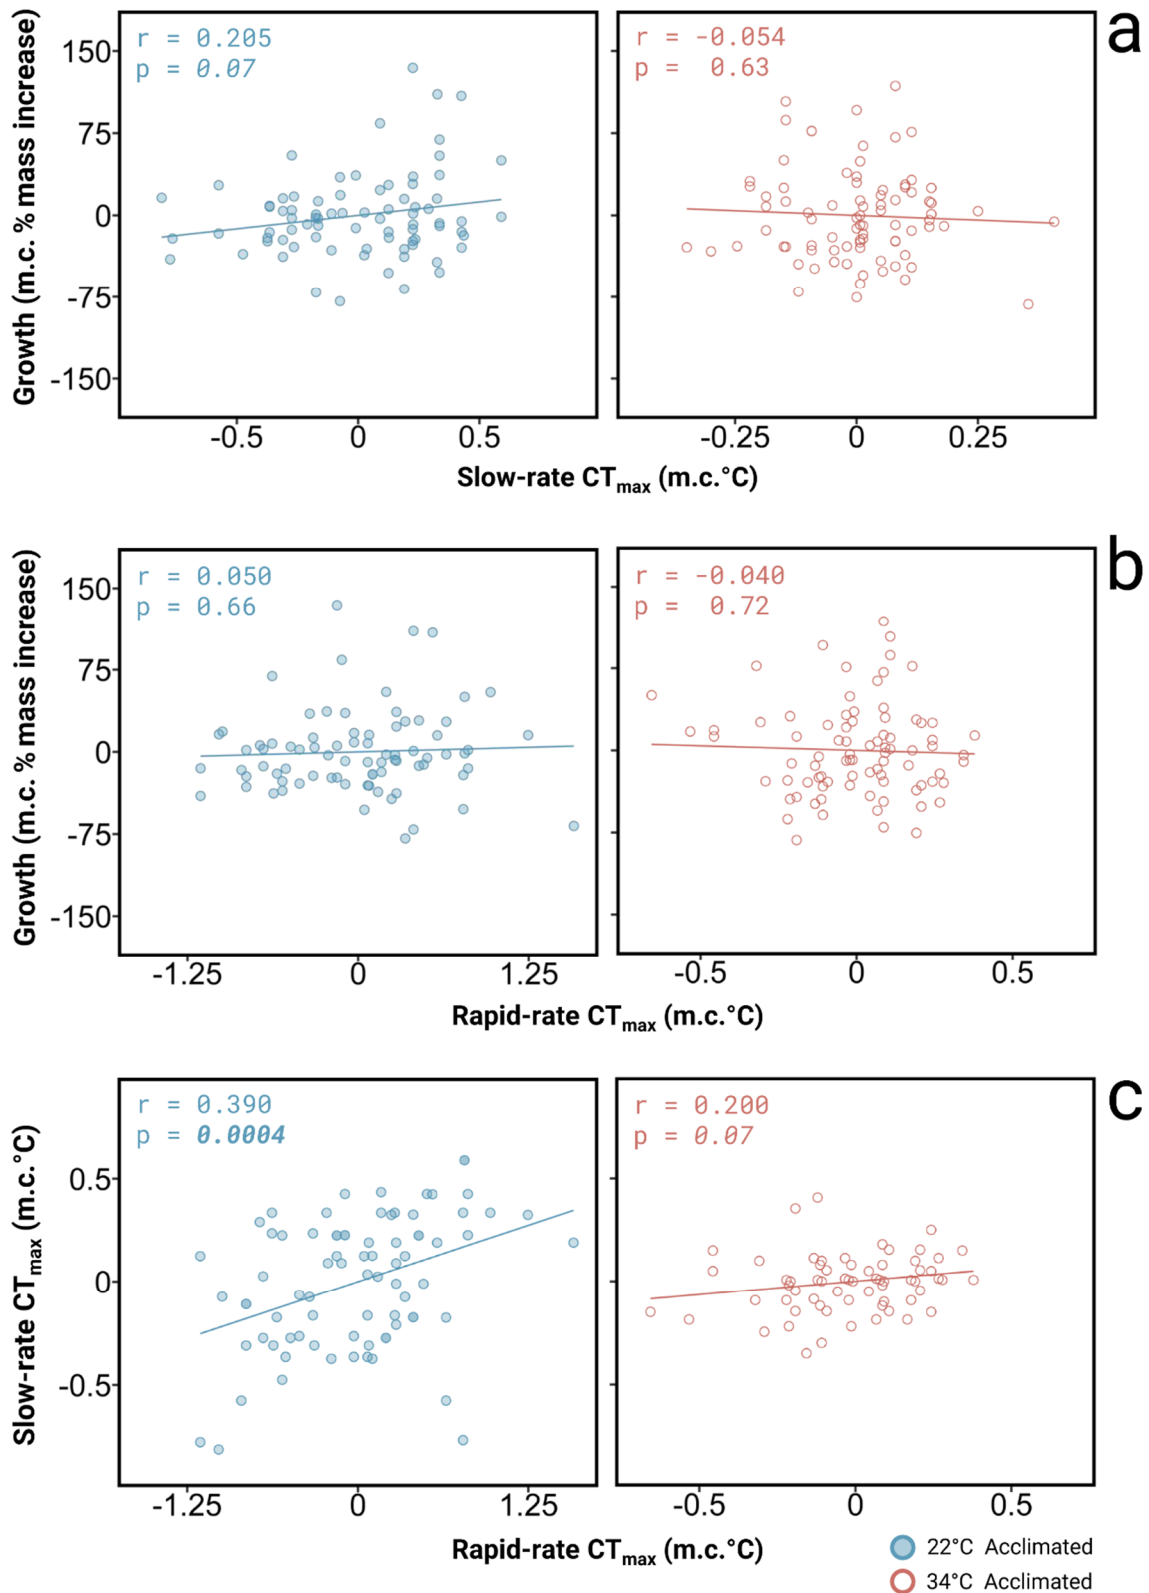 a
r = 0.205
p = 0.07
r = -0.054
p = 0.63
Growth (m.c. % mass increase)
150
75
0
-75
-150
-0.5 0 0.5
-0.25 0 0.25
Slow-rate CTmax (m.c.°C)
b
r = 0.050
p = 0.66
r = -0.040
p = 0.72
Growth (m.c. % mass increase)
150
75
0
-75
-150
-1.25 0 1.25
-0.5 0 0.5
Rapid-rate CTmax (m.c.°C)
c
r = 0.390
p = 0.0004
r = 0.200
p = 0.07
Slow-rate CTmax (m.c.°C)
0.5
0
-0.5
-1.25 0 1.25
-0.5 0 0.5
Rapid-rate CTmax (m.c.°C)
22°C Acclimated
34°C Acclimated